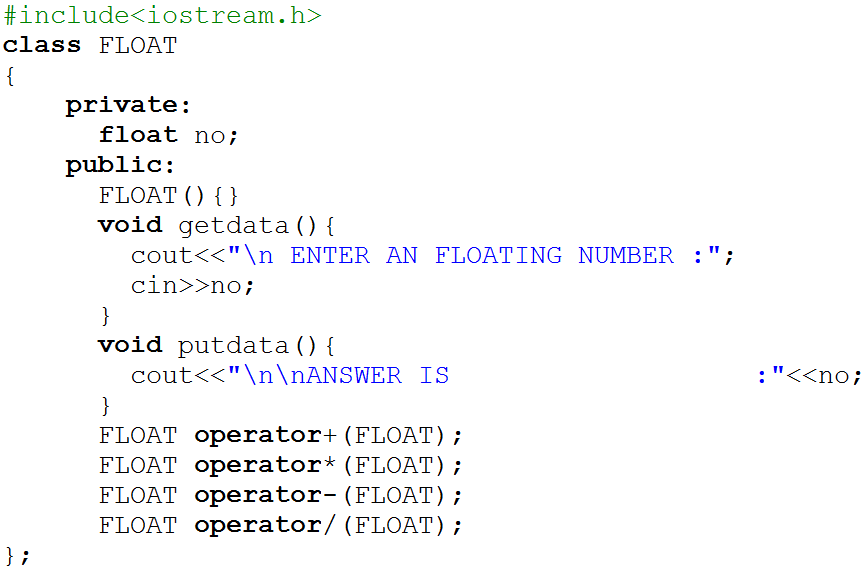 #include<iostream.h>
class FLOAT
{
    private:
      float no;
    public:
      FLOAT(){}
      void getdata(){
        cout<<"\n ENTER AN FLOATING NUMBER :";
        cin>>no;
      }
      void putdata(){
        cout<<"\n\nANSWER IS                   :"<<no;
      }
      FLOAT operator+(FLOAT);
      FLOAT operator*(FLOAT);
      FLOAT operator-(FLOAT);
      FLOAT operator/(FLOAT);
};